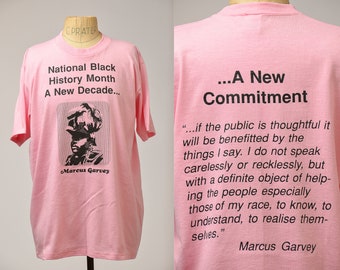 National Black
History Month
A New Decade...
Marcus Garvey
...A New
Commitment
"...if the public is thoughtful it
will be benefitted by the
things I say. I do not speak
carelessly or recklessly, but
with a definite object of help-
ing the people especially
those of my race, to know, to
understand, to realise them-
selves."
Marcus Garvey